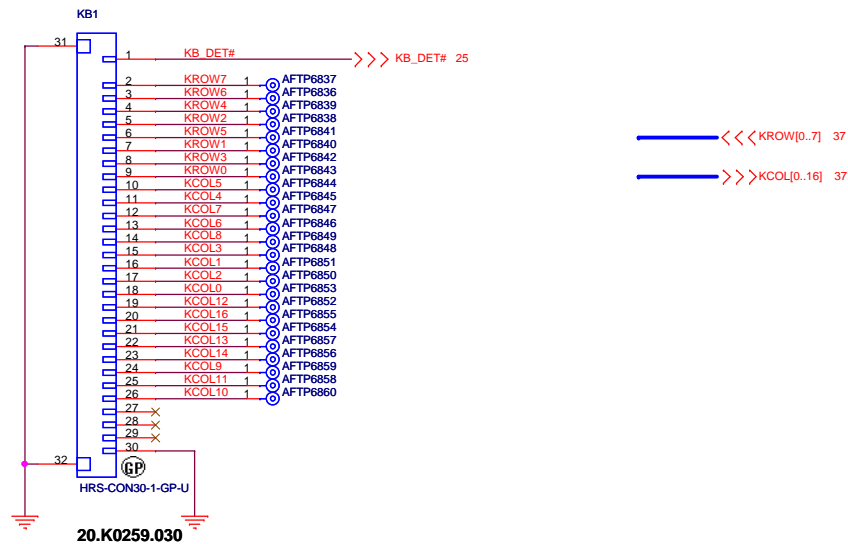 KB1
31
1 KB_DET# KB_DET# 25
2 KROW7 1 AFTP6837
3 KROW6 1 AFTP6836
4 KROW4 1 AFTP6839
5 KROW2 1 AFTP6838
6 KROW5 1 AFTP6841
7 KROW1 1 AFTP6840
8 KROW3 1 AFTP6842
9 KROW0 1 AFTP6843
10 KCOL5 1 AFTP6844
11 KCOL4 1 AFTP6845
12 KCOL7 1 AFTP6847
13 KCOL6 1 AFTP6846
14 KCOL8 1 AFTP6849
15 KCOL3 1 AFTP6848
16 KCOL1 1 AFTP6851
17 KCOL2 1 AFTP6850
18 KCOL0 1 AFTP6853
19 KCOL12 1 AFTP6852
20 KCOL16 1 AFTP6855
21 KCOL15 1 AFTP6854
22 KCOL13 1 AFTP6857
23 KCOL14 1 AFTP6856
24 KCOL9 1 AFTP6859
25 KCOL11 1 AFTP6858
26 KCOL10 1 AFTP6860
27
28
29
30
32
GP
HRS-CON30-1-GP-U
20.K0259.030
KROW[0..7] 37
KCOL[0..16] 37